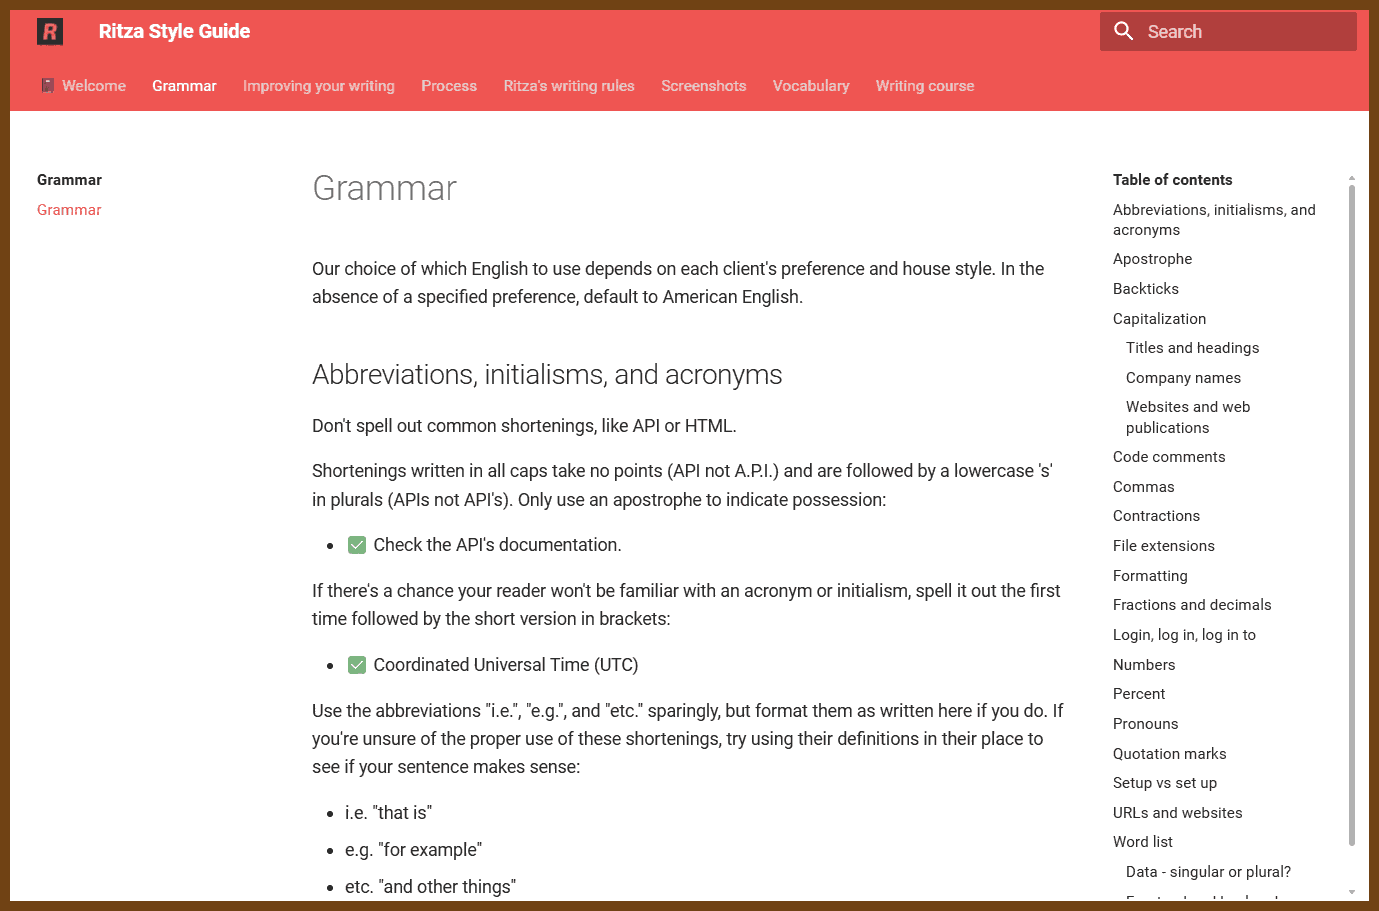 R
Ritza Style Guide
Search
Welcome
Grammar
Improving your writing
Process
Ritza's writing rules
Screenshots
Vocabulary
Writing course
Grammar
Grammar
Grammar
Our choice of which English to use depends on each client's preference and house style. In the
absence of a specified preference, default to American English.
Abbreviations, initialisms, and acronyms
Don't spell out common shortenings, like API or HTML.
Shortenings written in all caps take no points (API not A.P.I.) and are followed by a lowercase 's'
in plurals (APIs not API's). Only use an apostrophe to indicate possession:
• ✅ Check the API's documentation.
If there's a chance your reader won't be familiar with an acronym or initialism, spell it out the first
time followed by the short version in brackets:
• ✅ Coordinated Universal Time (UTC)
Use the abbreviations "i.e.", "e.g.", and "etc." sparingly, but format them as written here if you do. If
you're unsure of the proper use of these shortenings, try using their definitions in their place to
see if your sentence makes sense:
• i.e. "that is"
• e.g. "for example"
• etc. "and other things"
Table of contents
Abbreviations, initialisms, and
acronyms
Apostrophe
Backticks
Capitalization
Titles and headings
Company names
Websites and web
publications
Code comments
Commas
Contractions
File extensions
Formatting
Fractions and decimals
Login, log in, log in to
Numbers
Percent
Pronouns
Quotation marks
Setup vs set up
URLs and websites
Word list
Data - singular or plural?